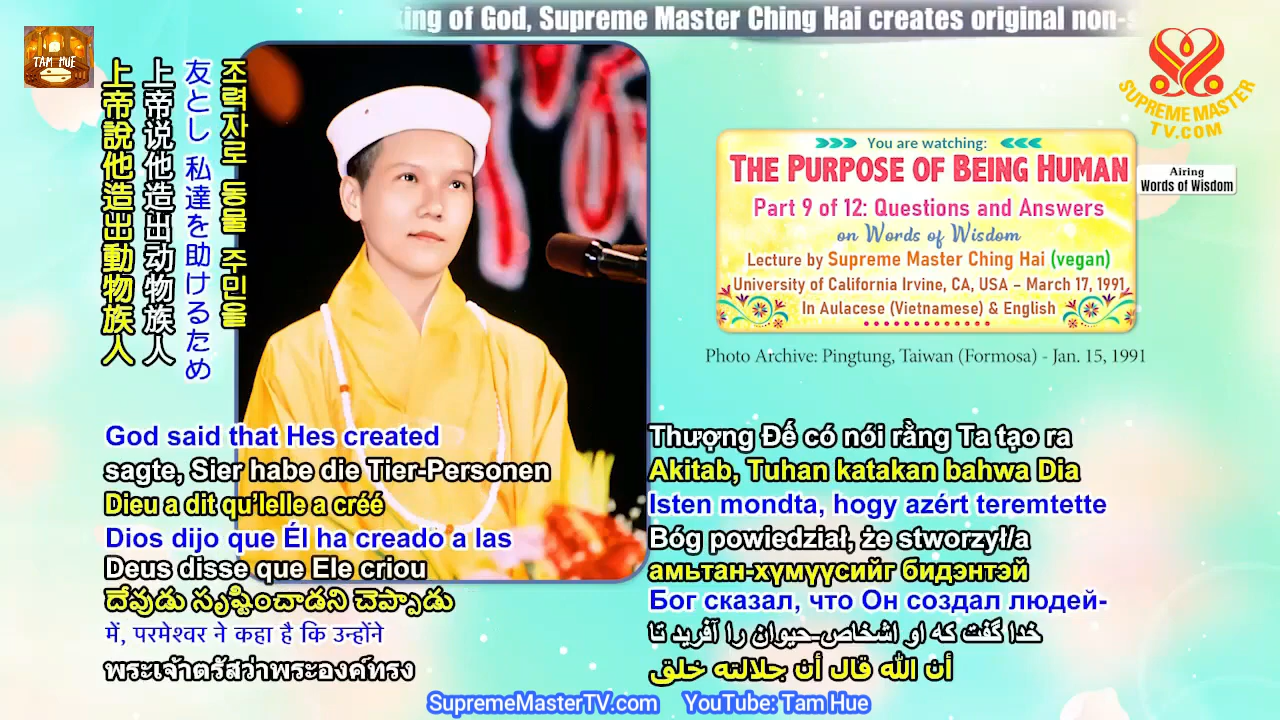 king of God, Supreme Master Ching Hai creates original non-s
TAM HUE
SUPREME MASTER
TV.COM
上帝說他造出動物族人
上帝说他造出动物族人
友とし 私達を助けるため
조력자로 동물 주민을
You are watching:
THE PURPOSE OF BEING HUMAN
Part 9 of 12: Questions and Answers
on Words of Wisdom
Lecture by Supreme Master Ching Hai (vegan)
University of California Irvine, CA, USA – March 17, 1991
In Aulacese (Vietnamese) & English
Airing
Words of Wisdom
Photo Archive: Pingtung, Taiwan (Formosa) - Jan. 15, 1991
God said that Hes created
sagte, Sier habe die Tier-Personen
Dieu a dit qu'lelle a créé
Dios dijo que Él ha creado a las
Deus disse que Ele criou
దేవుడు సృష్టించాడని చెప్పాడు
में, परमेश्वर ने कहा है कि उन्होंने
พระเจ้าตรัสว่าพระองค์ทรง
Thượng Đế có nói rằng Ta tạo ra
Akitab, Tuhan katakan bahwa Dia
Isten mondta, hogy azért teremtette
Bóg powiedział, że stworzył/a
амьтан-хүмүүсийг бидэнтэй
Бог сказал, что Он создал людей-
خدا گفت که او اشخاص-حیوان را آفرید تا
أن الله قال أن جلالته خلق
SupremeMasterTV.com YouTube: Tam Hue